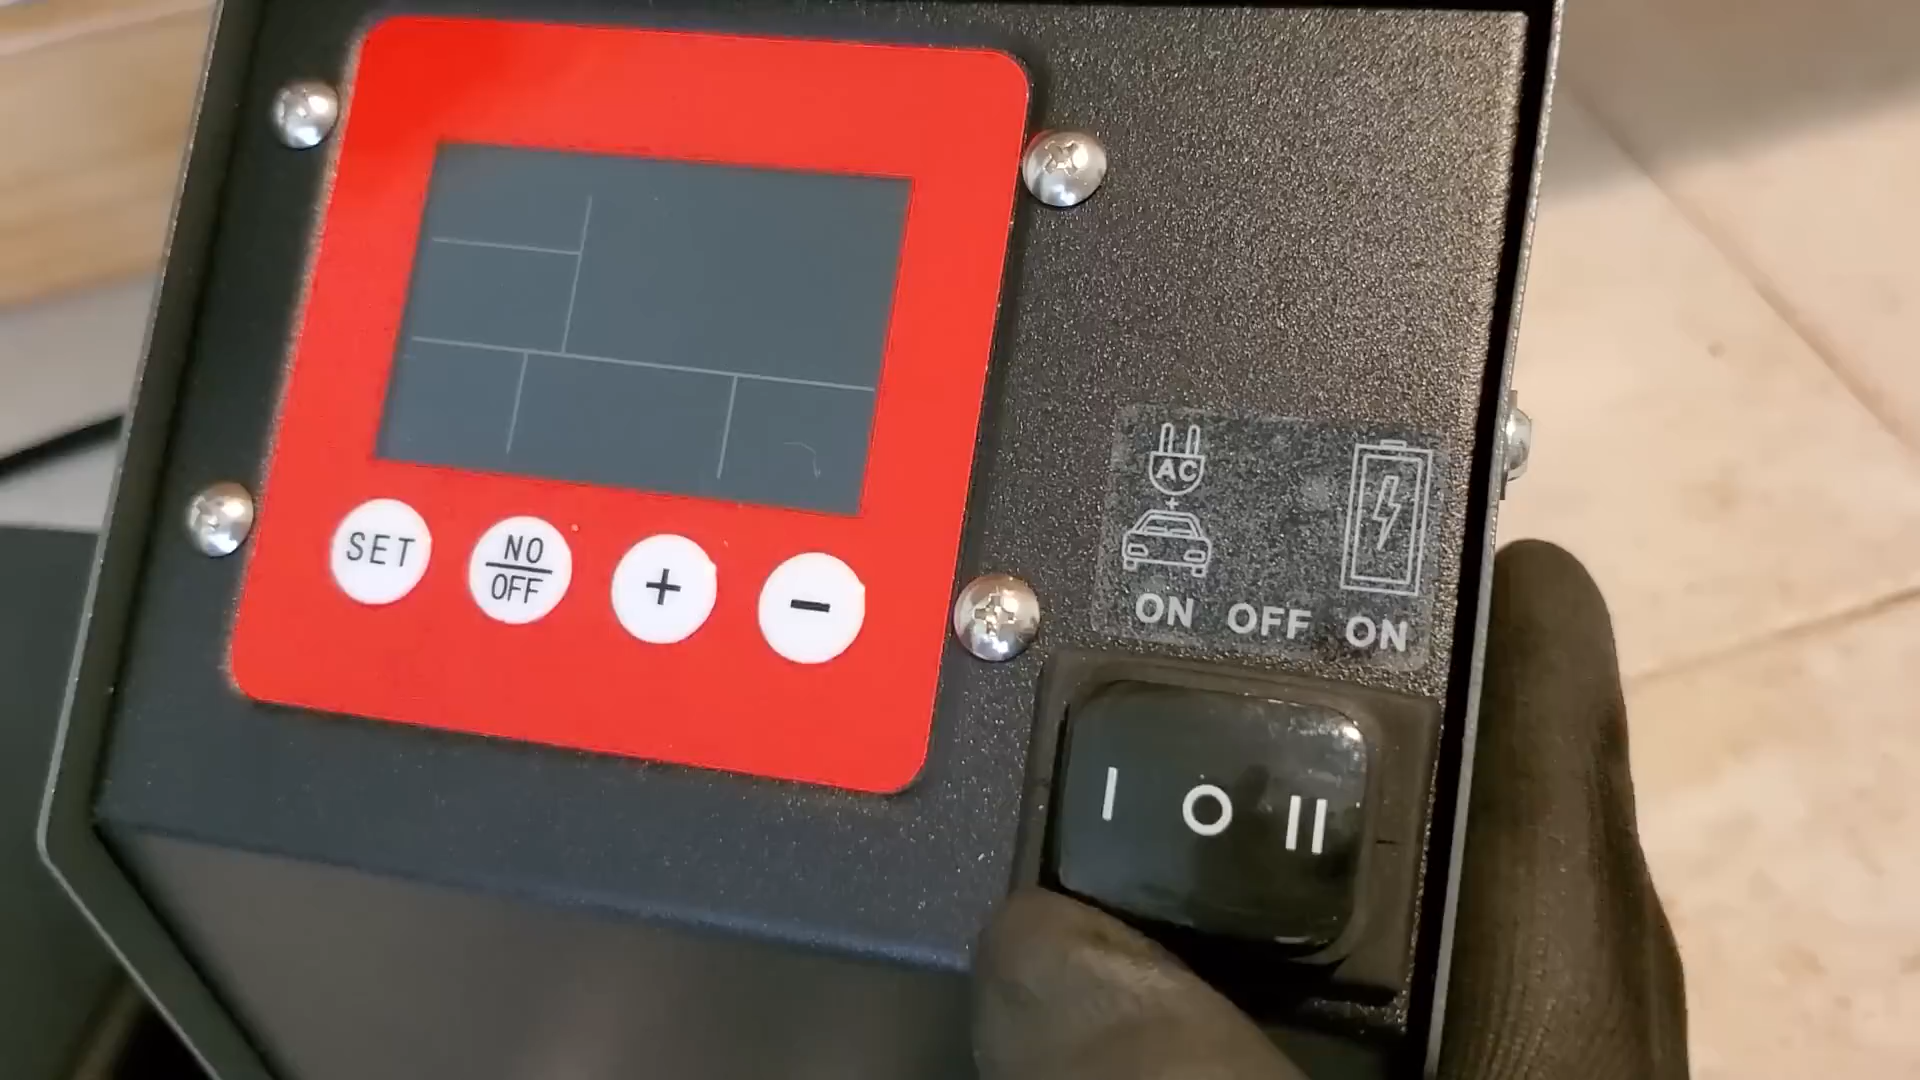 SET
NO
OFF
+
−
AC
+
ON OFF ON
I O II